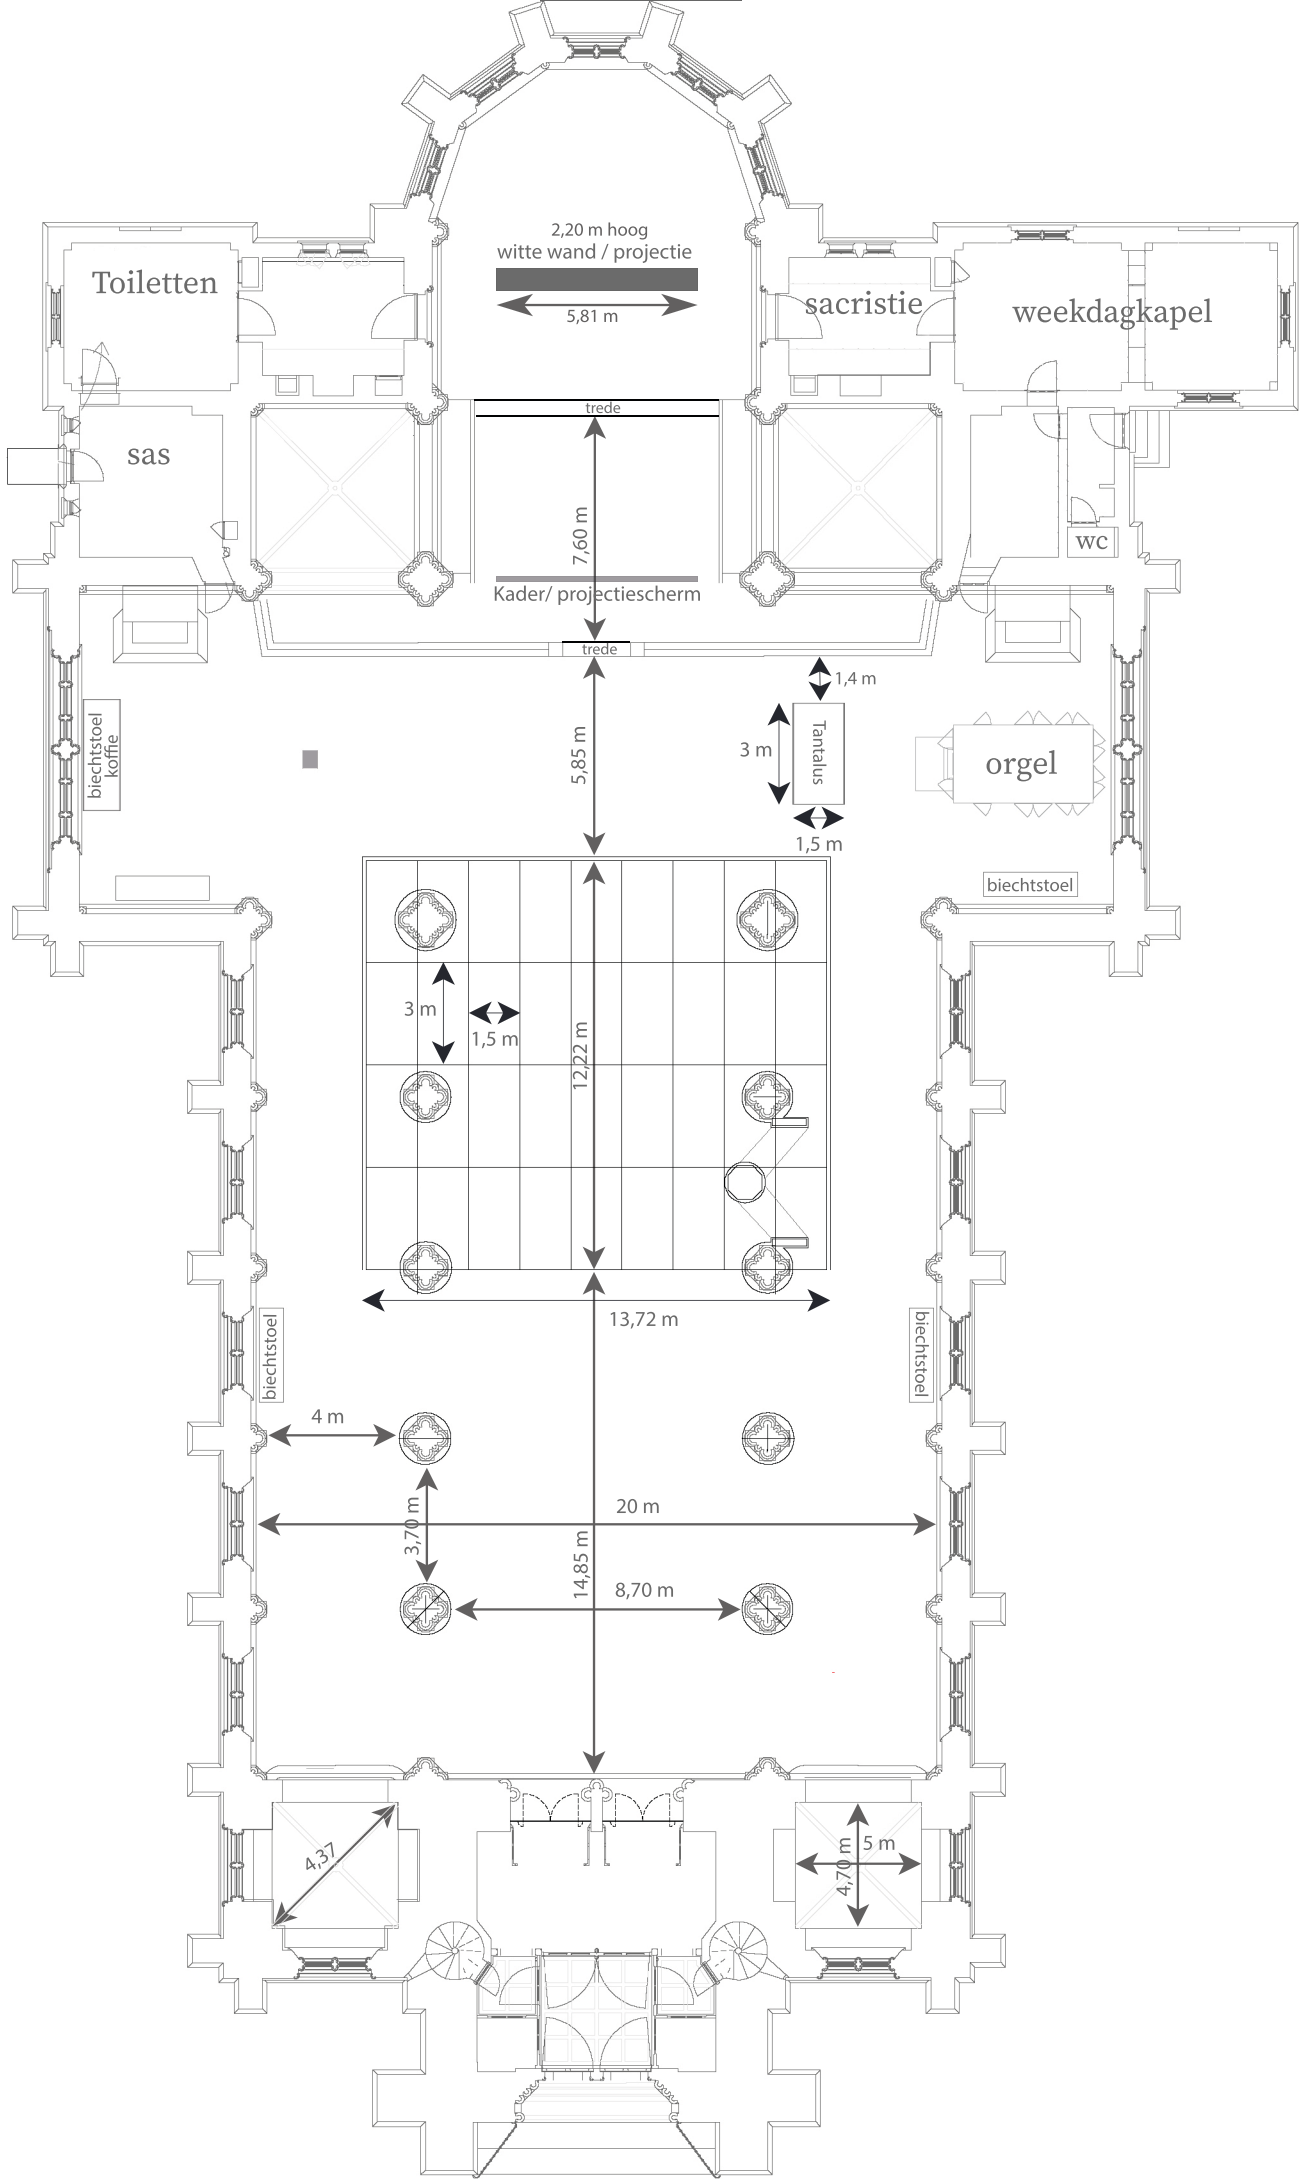 2,20 m hoog
witte wand / projectie
5,81 m
Toiletten
sacristie
weekdagkapel
trede
sas
7,60 m
wc
Kader/ projectiescherm
trede
1,4 m
biechtstoel
koffie
5,85 m
3 m
Tantalus
orgel
1,5 m
biechtstoel
3 m
1,5 m
12,22 m
13,72 m
biechtstoel
biechtstoel
4 m
20 m
3,70 m
14,85 m
8,70 m
4,37
4,70 m
5 m